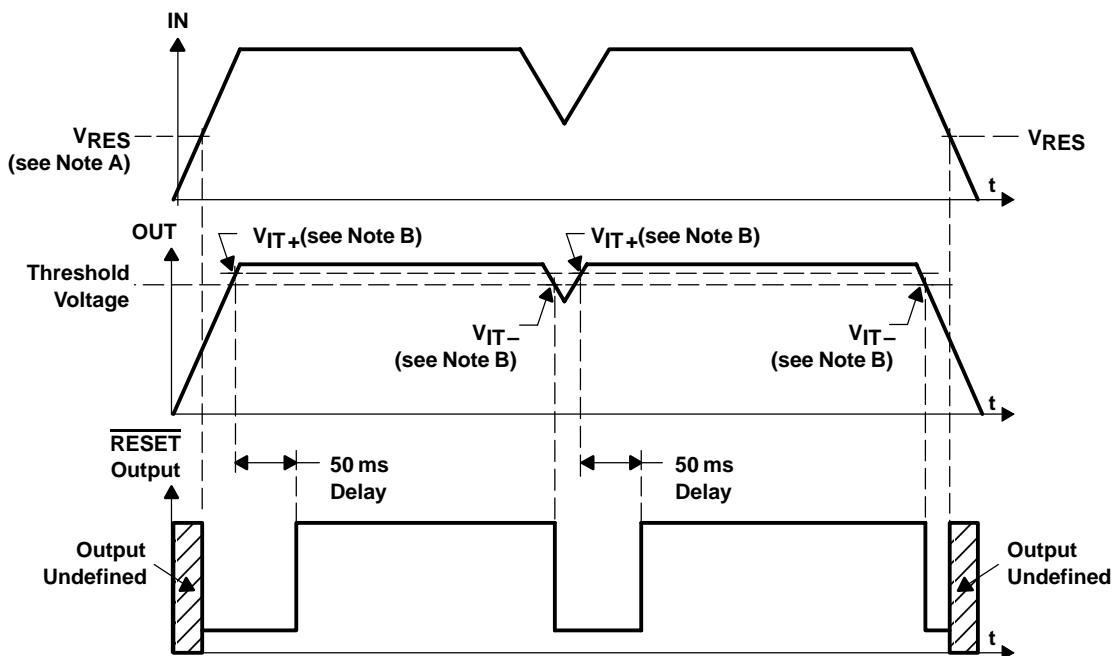 IN
VRES
(see Note A)
VRES
t
OUT
VIT+(see Note B)
VIT+(see Note B)
Threshold
Voltage
VIT−
(see Note B)
VIT−
(see Note B)
t
RESET
Output
50 ms
Delay
50 ms
Delay
Output
Undefined
Output
Undefined
t